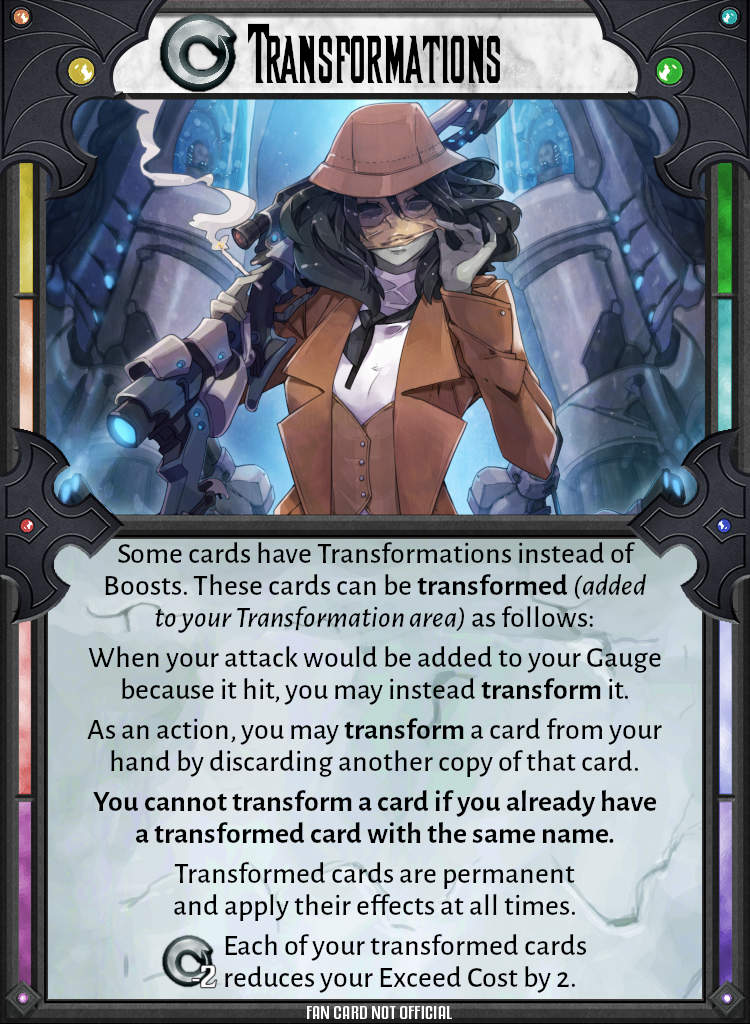 Transformations
Some cards have Transformations instead of
Boosts. These cards can be transformed (added
to your Transformation area) as follows:
When your attack would be added to your Gauge
because it hit, you may instead transform it.
As an action, you may transform a card from your
hand by discarding another copy of that card.
You cannot transform a card if you already have
a transformed card with the same name.
Transformed cards are permanent
and apply their effects at all times.
-2 Each of your transformed cards
reduces your Exceed Cost by 2.
FAN CARD NOT OFFICIAL